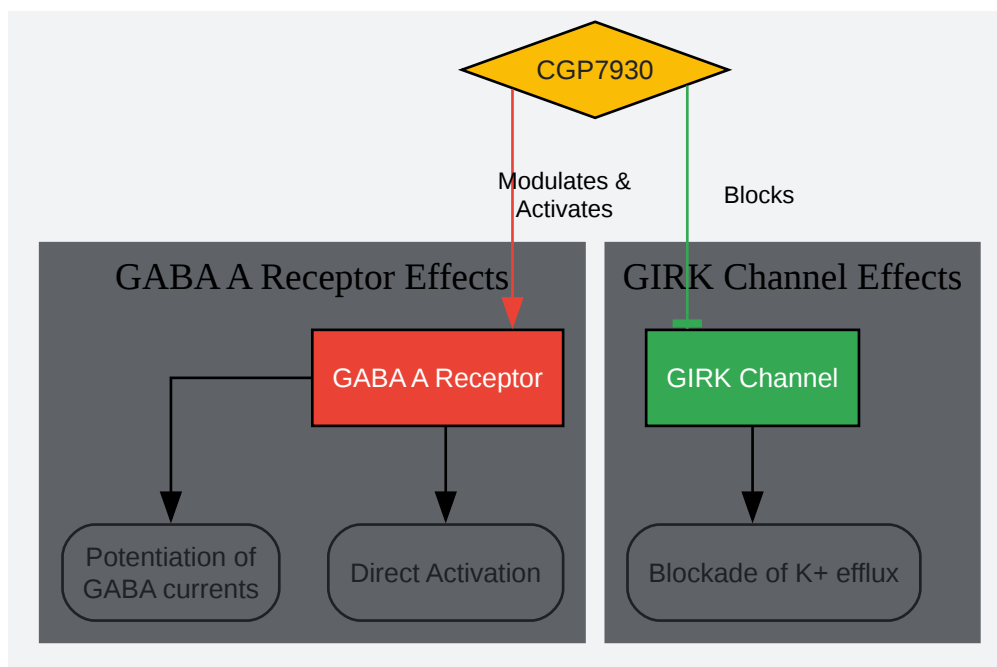 CGP7930
Modulates &
Activates
Blocks
GABA A Receptor Effects
GIRK Channel Effects
GABA A Receptor
GIRK Channel
Potentiation of
GABA currents
Direct Activation
Blockade of K+ efflux